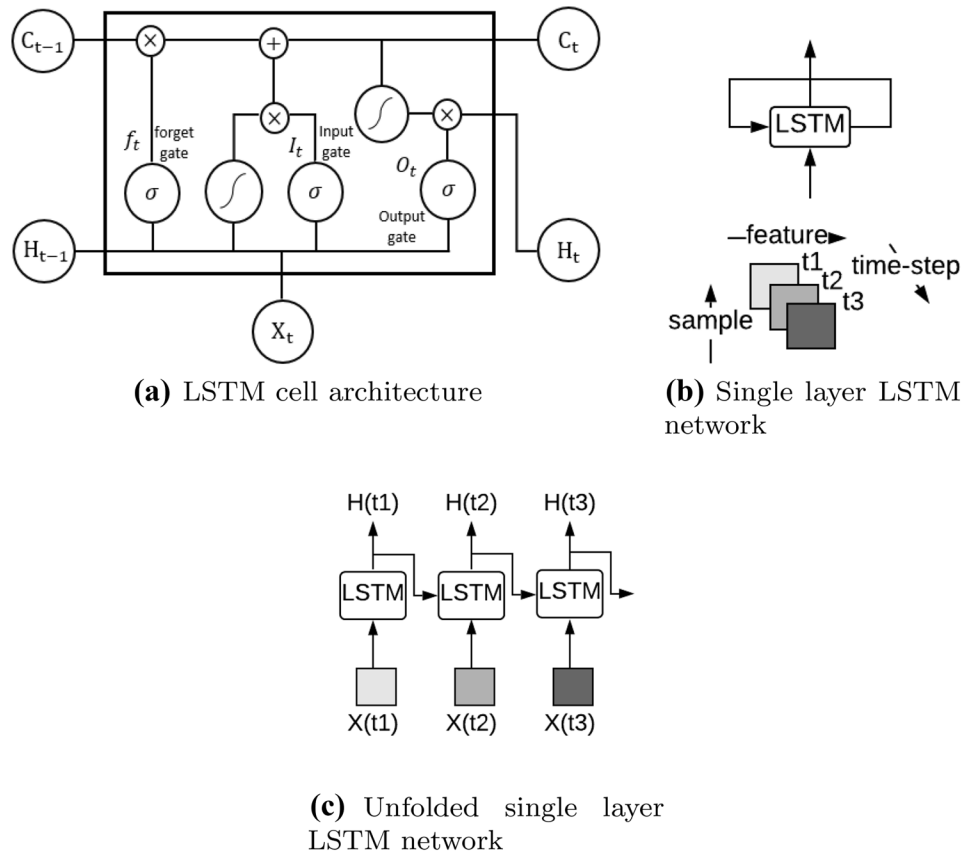 C_{t-1}
×
+
C_t
f_t
forget
gate
×
I_t
Input
gate
×
O_t
σ
σ
σ
Output
gate
H_{t-1}
H_t
X_t
(a) LSTM cell architecture
LSTM
feature
t1
t2
t3
time-step
sample
(b) Single layer LSTM
network
H(t1) H(t2) H(t3)
LSTM LSTM LSTM
X(t1) X(t2) X(t3)
(c) Unfolded single layer
LSTM network